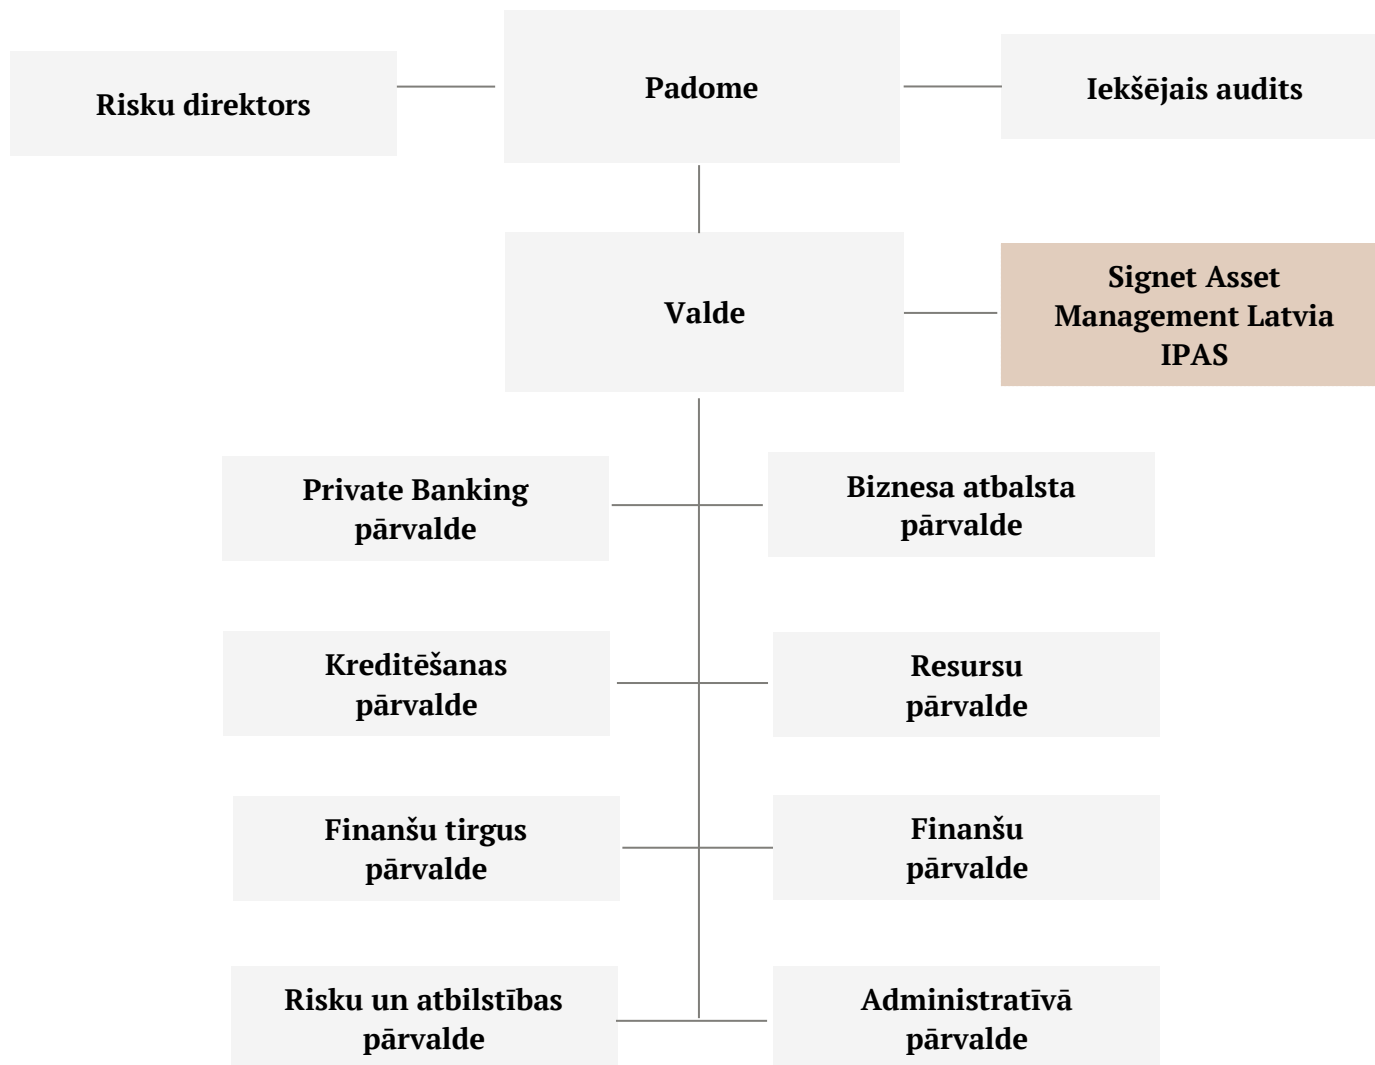 Risku direktors
Padome
Iekšējais audits
Valde
Signet Asset
Management Latvia
IPAS
Private Banking
pārvalde
Biznesa atbalsta
pārvalde
Kreditēšanas
pārvalde
Resursu
pārvalde
Finanšu tirgus
pārvalde
Finanšu
pārvalde
Risku un atbilstības
pārvalde
Administratīvā
pārvalde